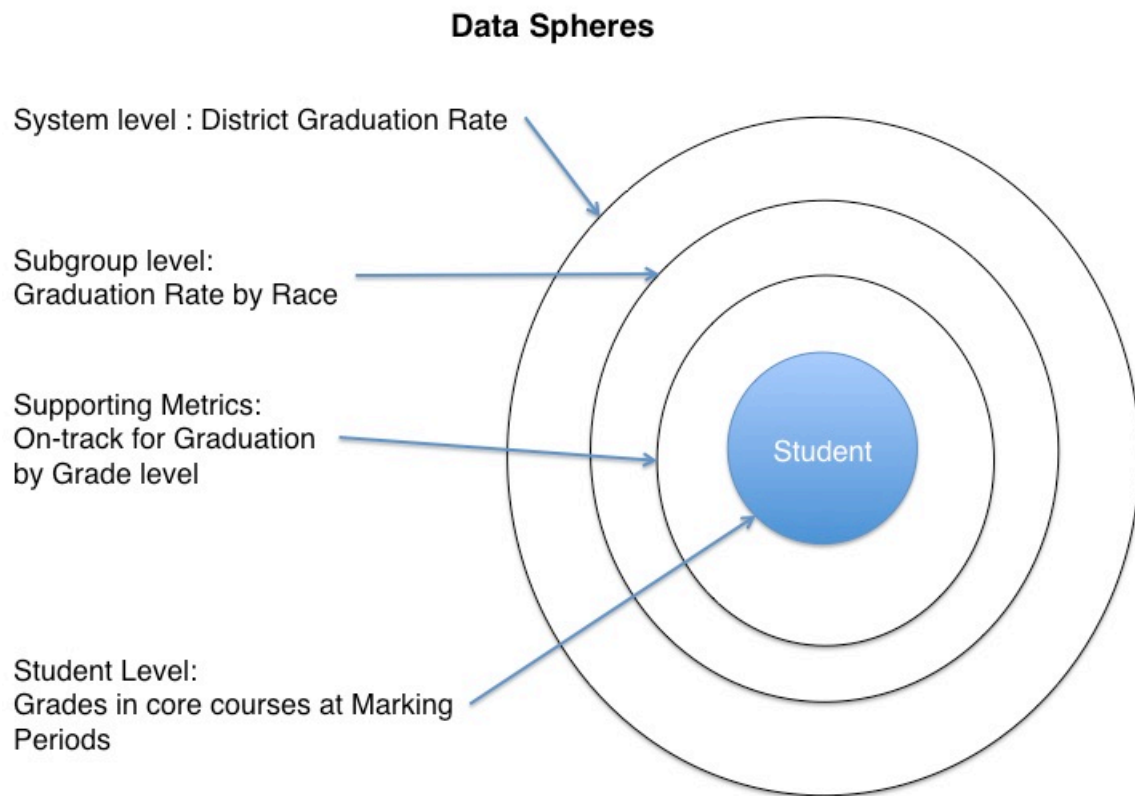 Data Spheres
System level : District Graduation Rate
Subgroup level:
Graduation Rate by Race
Supporting Metrics:
On-track for Graduation
by Grade level
Student
Student Level:
Grades in core courses at Marking
Periods